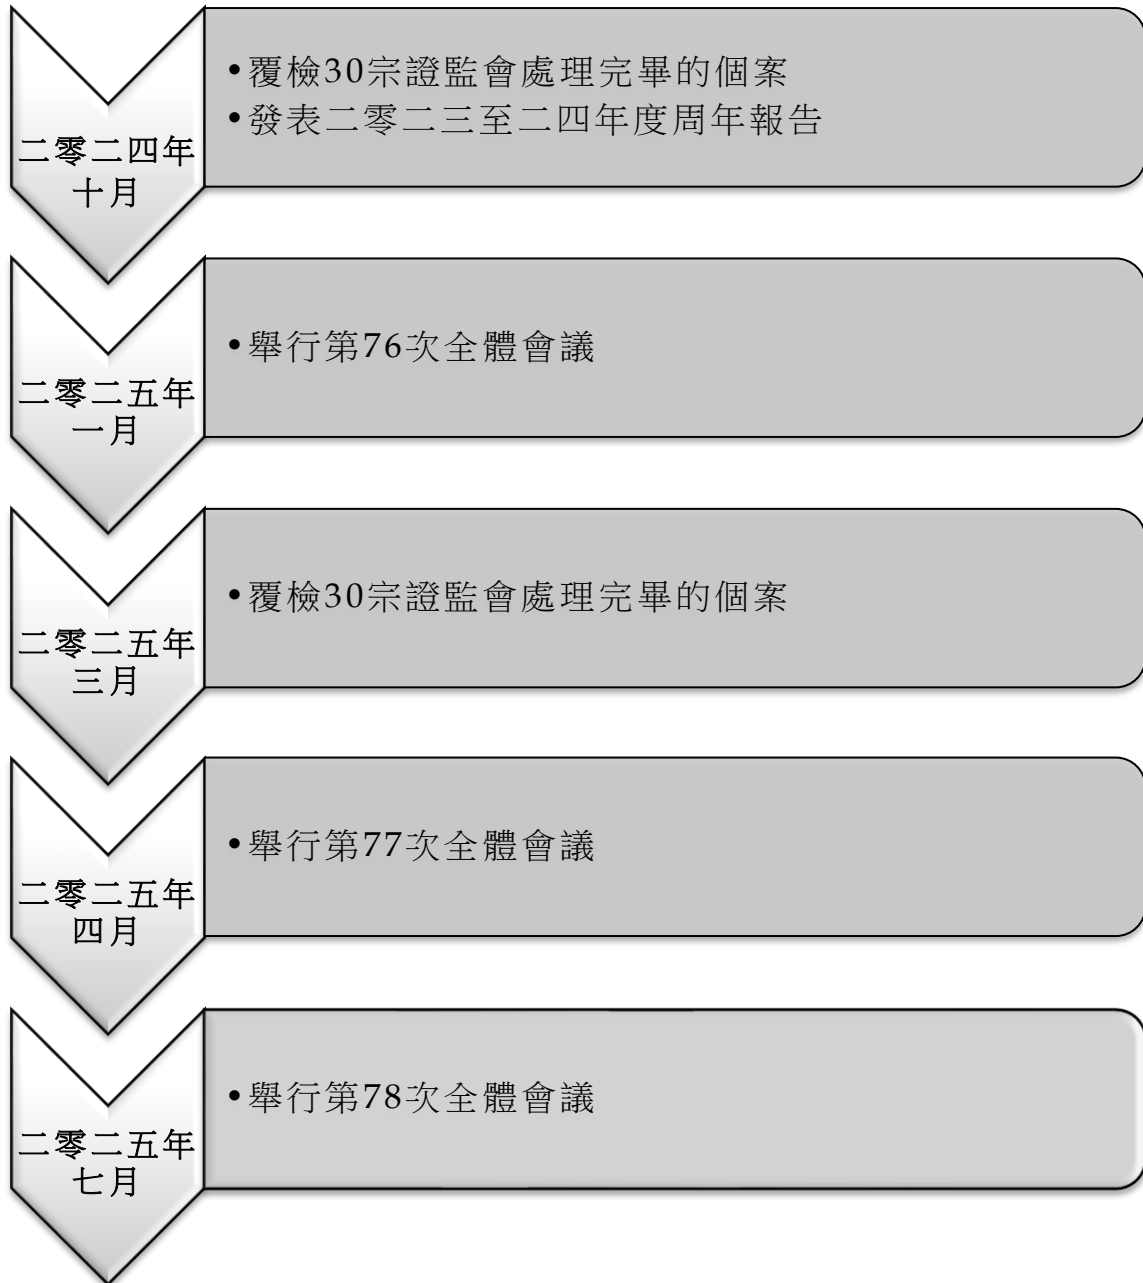 二零二四年
十月
•覆檢30宗證監會處理完畢的個案
•發表二零二三至二四年度周年報告
二零二五年
一月
•舉行第76次全體會議
二零二五年
三月
•覆檢30宗證監會處理完畢的個案
二零二五年
四月
•舉行第77次全體會議
二零二五年
七月
•舉行第78次全體會議